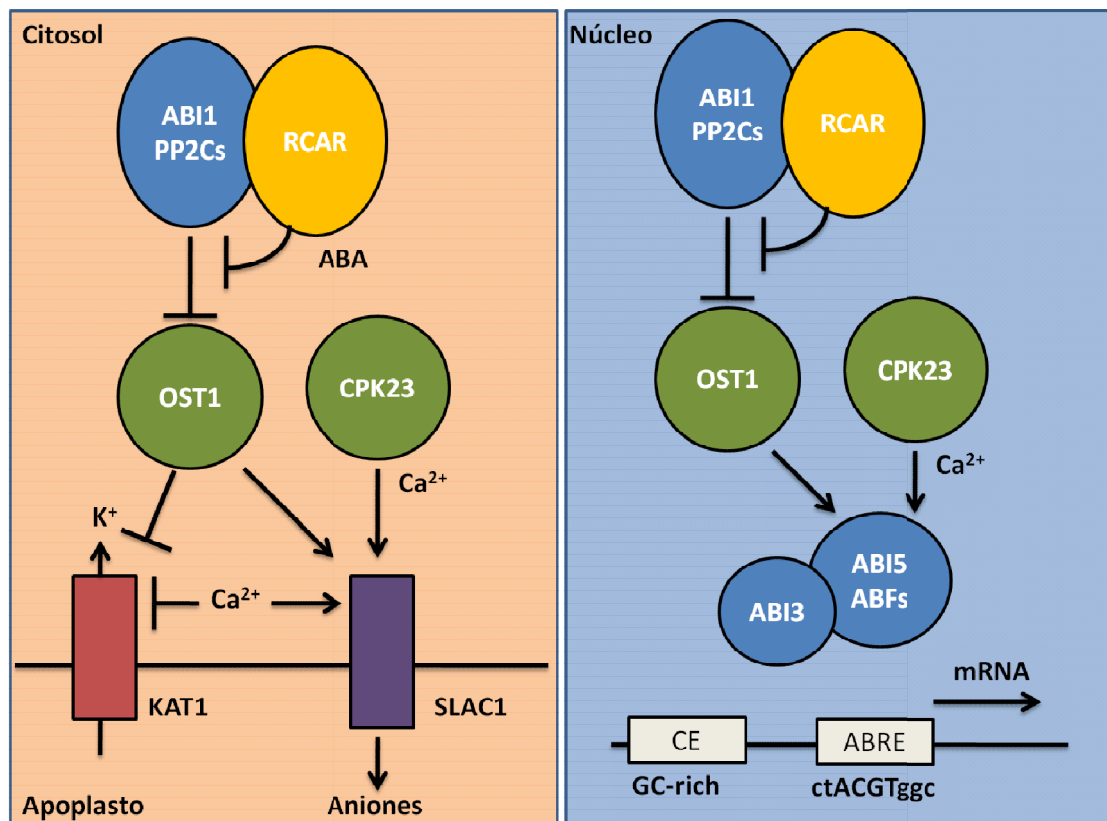 Citosol
ABI1
PP2Cs
RCAR
ABA
OST1
CPK23
Ca²⁺
K⁺
Ca²⁺
KAT1
SLAC1
Apoplasto
Aniones
Núcleo
ABI1
PP2Cs
RCAR
OST1
CPK23
Ca²⁺
ABI5
ABFs
ABI3
mRNA
CE
ABRE
GC-rich
ctACGTggc